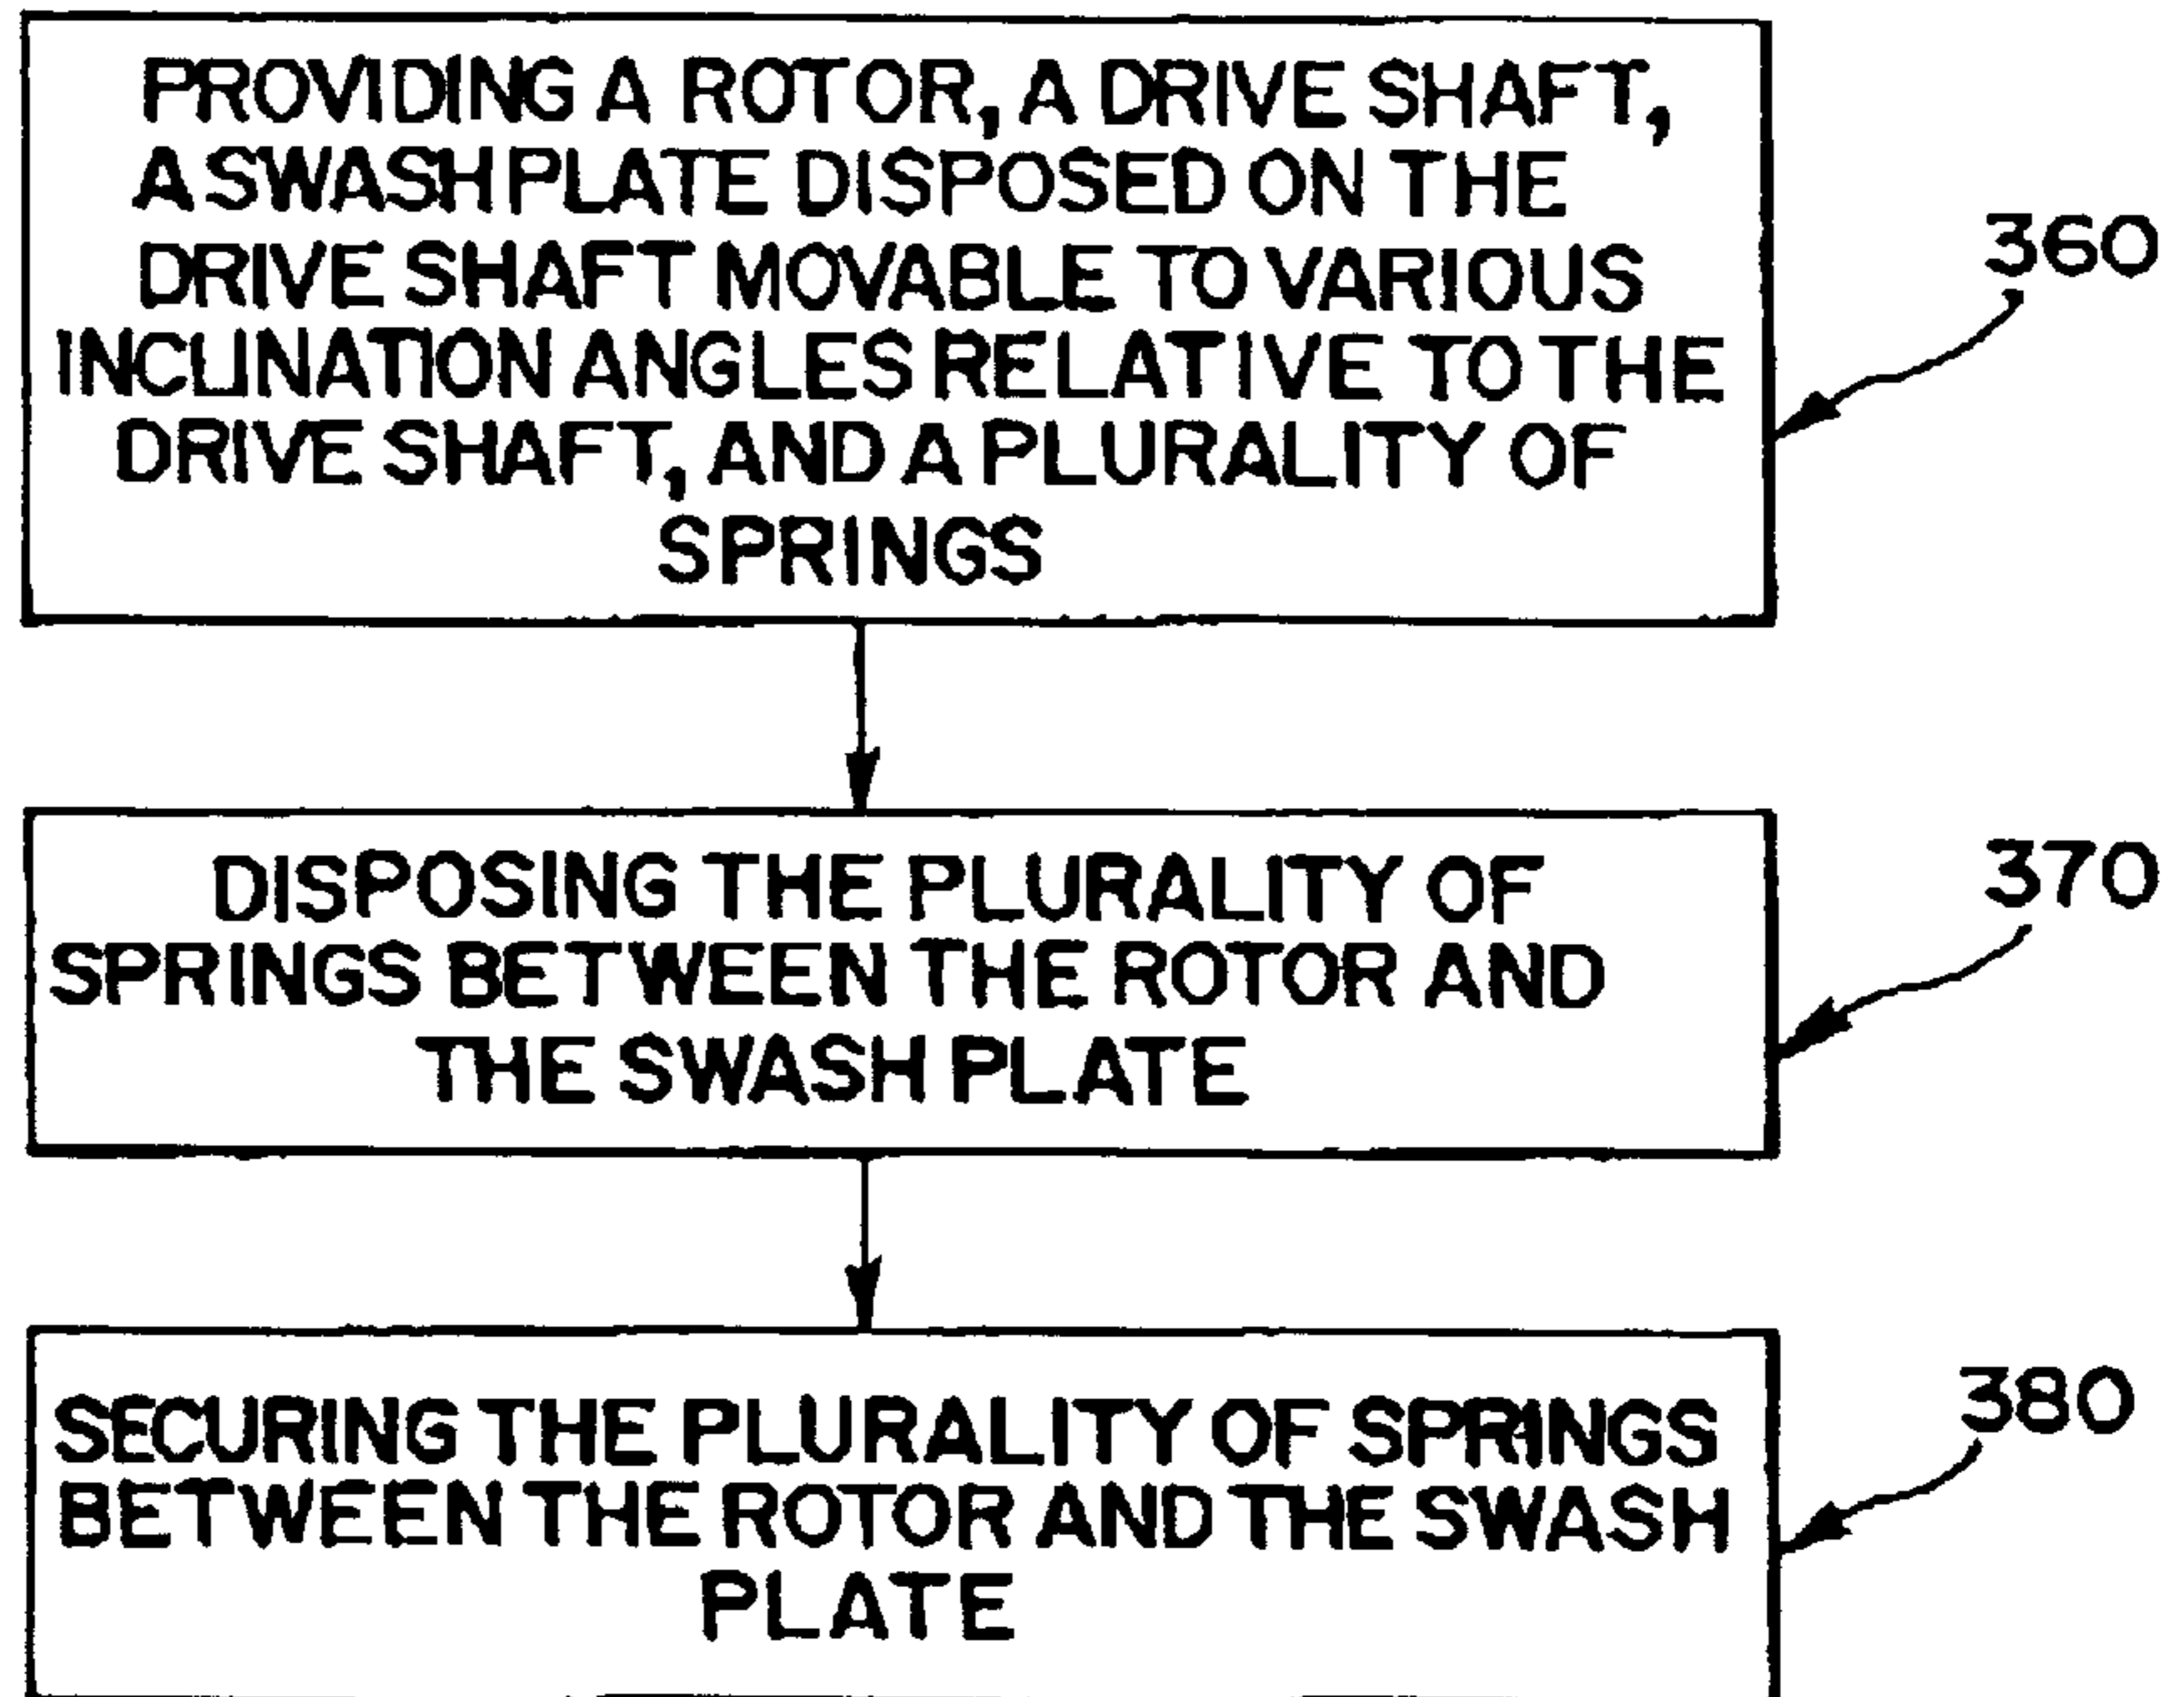 PROVIDING A ROTOR, A DRIVE SHAFT,
A SWASH PLATE DISPOSED ON THE
DRIVE SHAFT MOVABLE TO VARIOUS
INCLINATION ANGLES RELATIVE TO THE
DRIVE SHAFT, AND A PLURALITY OF
SPRINGS
360
DISPOSING THE PLURALITY OF
SPRINGS BETWEEN THE ROTOR AND
THE SWASH PLATE
370
SECURING THE PLURALITY OF SPRINGS
BETWEEN THE ROTOR AND THE SWASH
PLATE
380